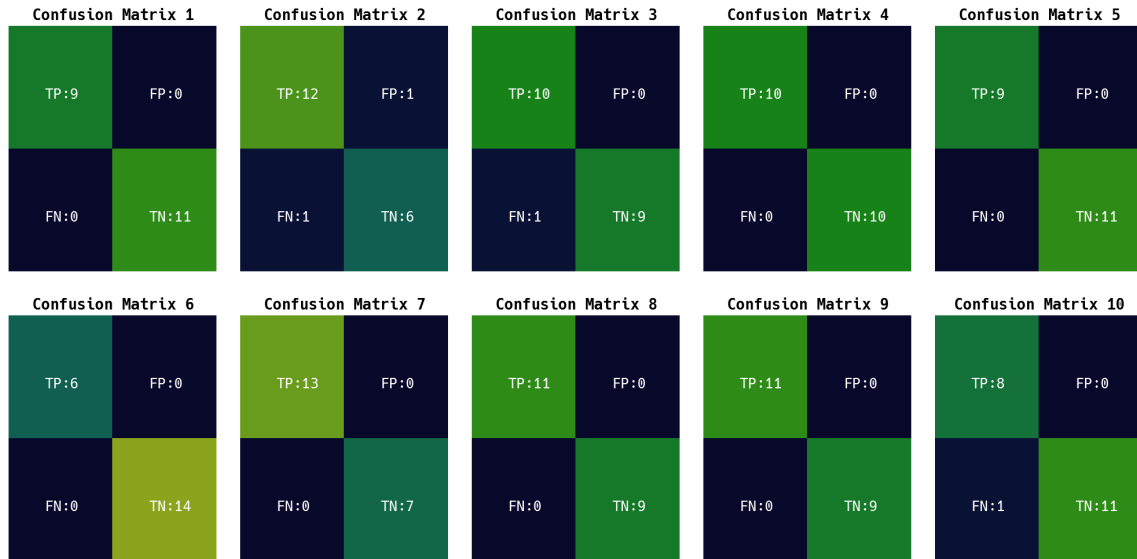 Confusion Matrix 1
TP:9 FP:0
FN:0 TN:11
Confusion Matrix 2
TP:12 FP:1
FN:1 TN:6
Confusion Matrix 3
TP:10 FP:0
FN:1 TN:9
Confusion Matrix 4
TP:10 FP:0
FN:0 TN:10
Confusion Matrix 5
TP:9 FP:0
FN:0 TN:11
Confusion Matrix 6
TP:6 FP:0
FN:0 TN:14
Confusion Matrix 7
TP:13 FP:0
FN:0 TN:7
Confusion Matrix 8
TP:11 FP:0
FN:0 TN:9
Confusion Matrix 9
TP:11 FP:0
FN:0 TN:9
Confusion Matrix 10
TP:8 FP:0
FN:1 TN:11